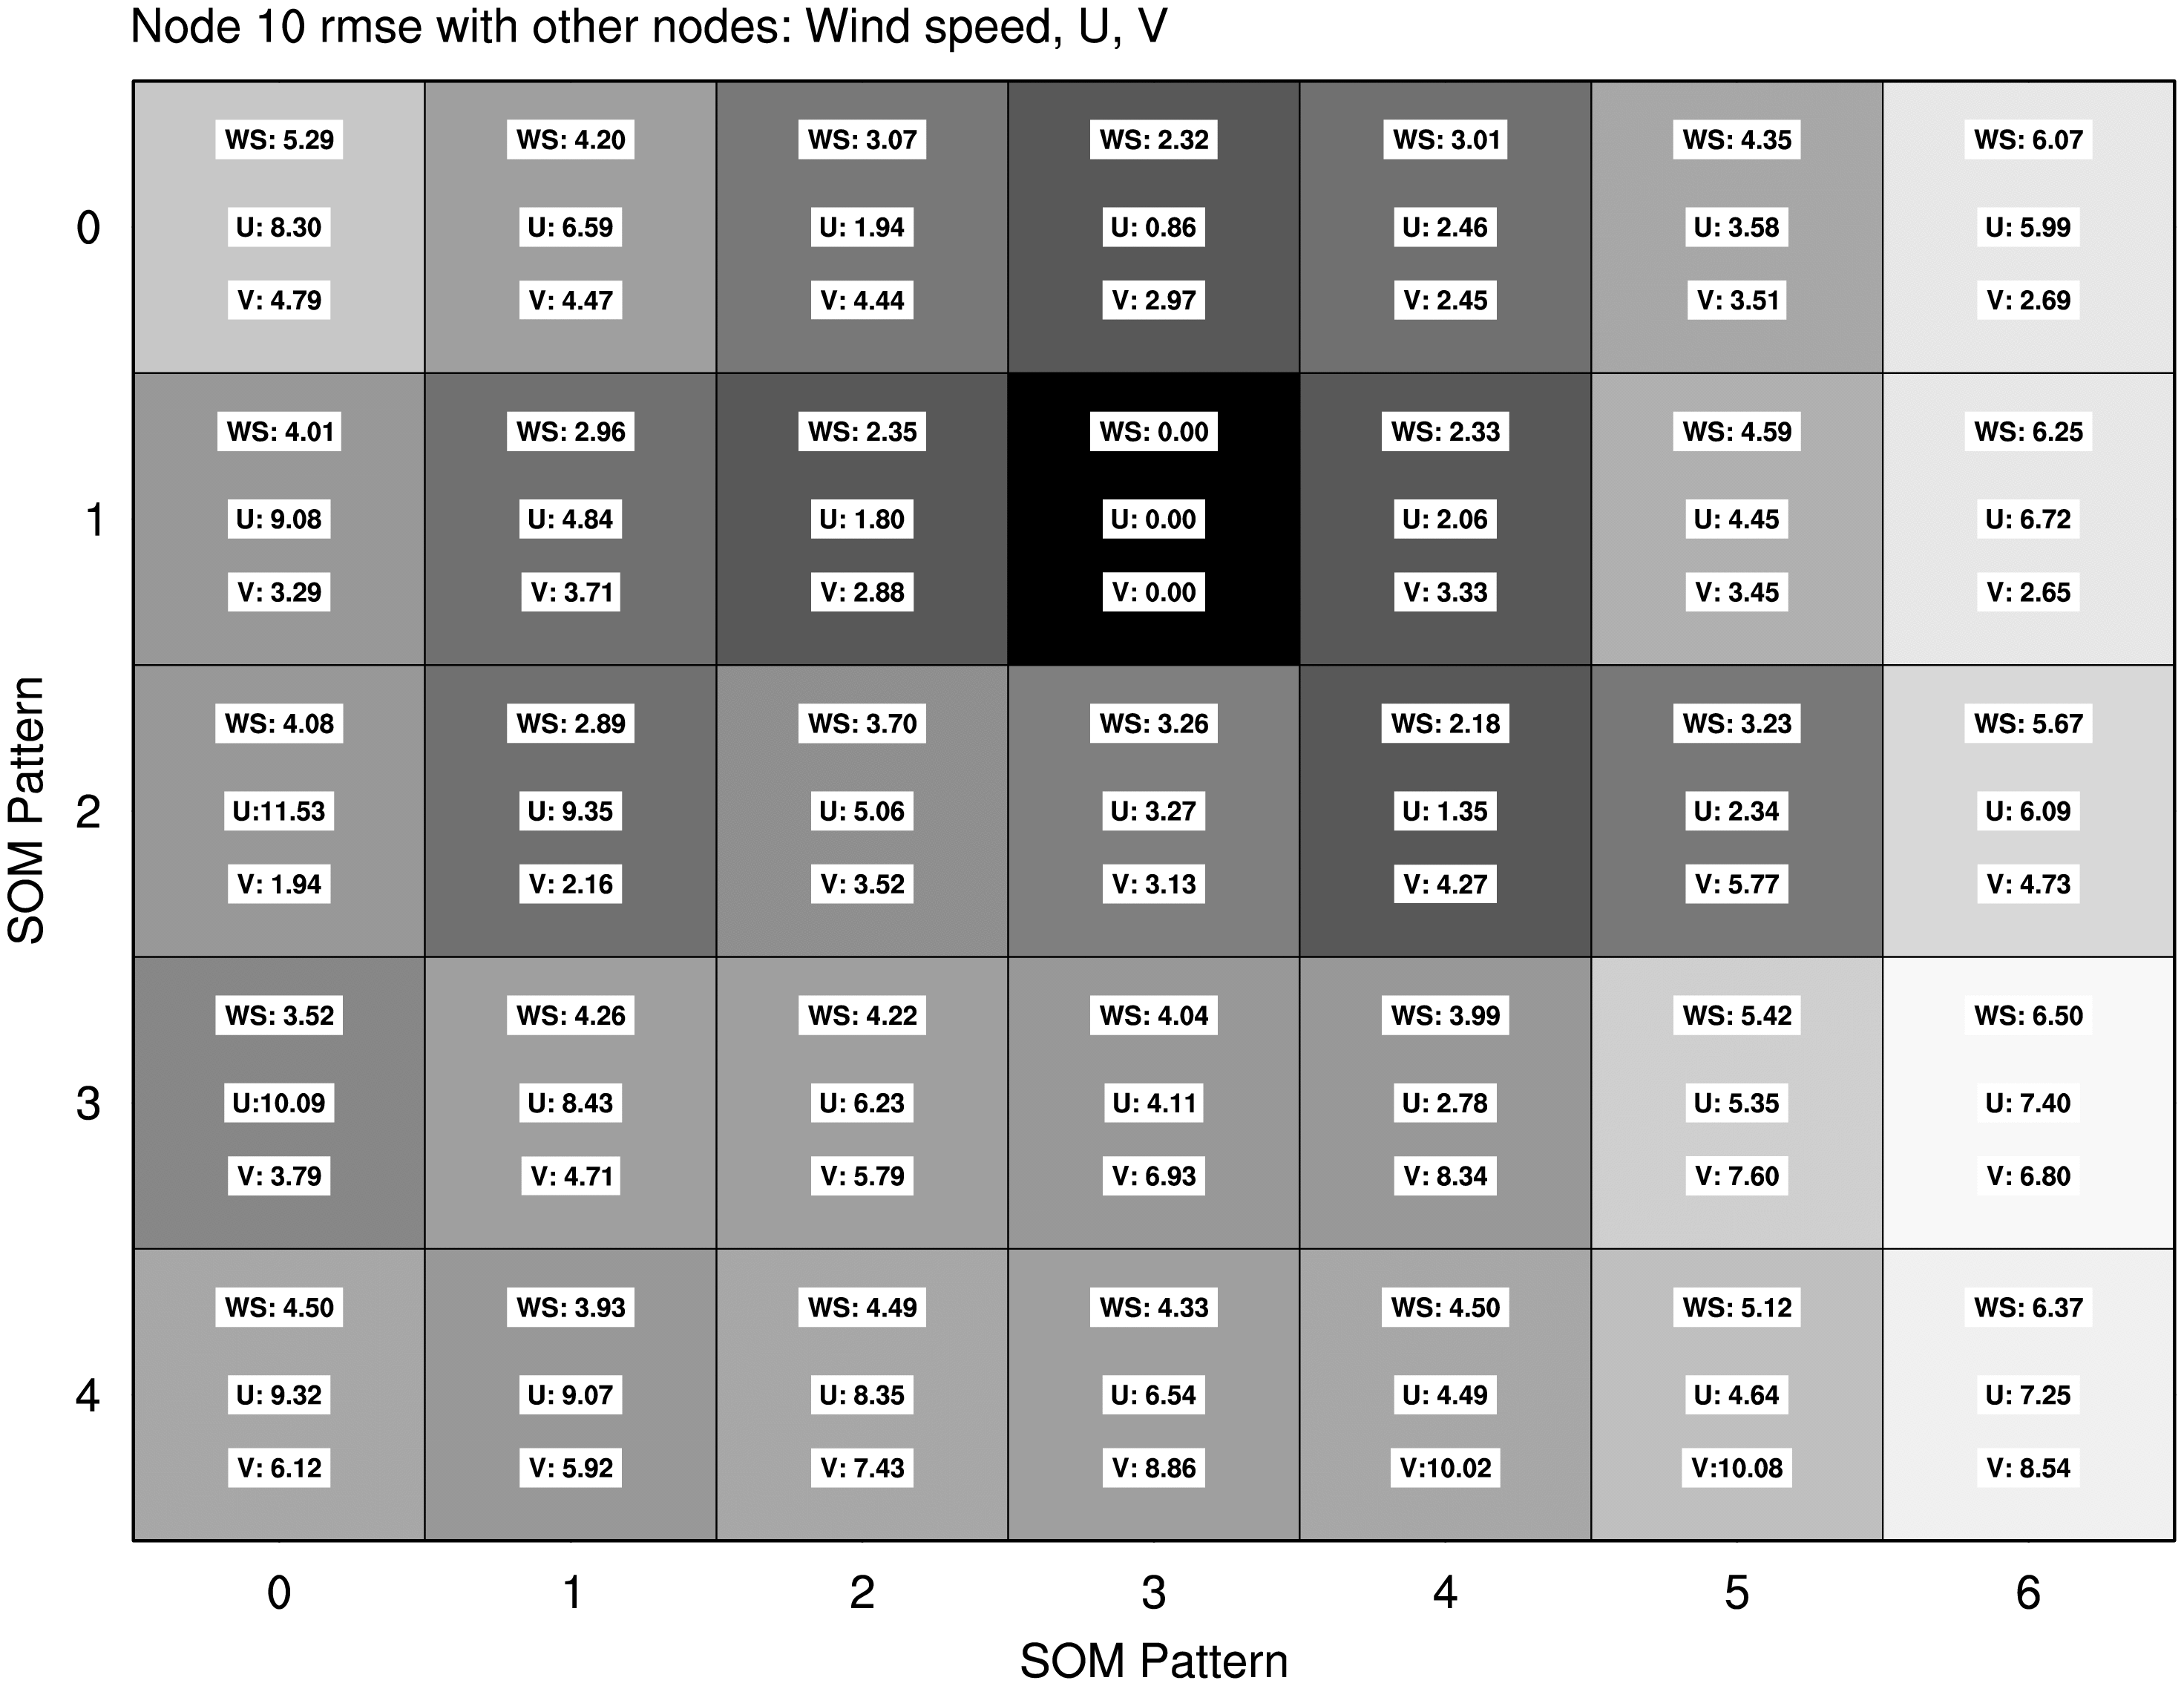 Node 10 rmse with other nodes: Wind speed, U, V
WS: 5.29 WS: 4.20 WS: 3.07 WS: 2.32 WS: 3.01 WS: 4.35 WS: 6.07
0 U: 8.30 U: 6.59 U: 1.94 U: 0.86 U: 2.46 U: 3.58 U: 5.99
V: 4.79 V: 4.47 V: 4.44 V: 2.97 V: 2.45 V: 3.51 V: 2.69
WS: 4.01 WS: 2.96 WS: 2.35 WS: 0.00 WS: 2.33 WS: 4.59 WS: 6.25
1 U: 9.08 U: 4.84 U: 1.80 U: 0.00 U: 2.06 U: 4.45 U: 6.72
V: 3.29 V: 3.71 V: 2.88 V: 0.00 V: 3.33 V: 3.45 V: 2.65
WS: 4.08 WS: 2.89 WS: 3.70 WS: 3.26 WS: 2.18 WS: 3.23 WS: 5.67
2 U:11.53 U: 9.35 U: 5.06 U: 3.27 U: 1.35 U: 2.34 U: 6.09
V: 1.94 V: 2.16 V: 3.52 V: 3.13 V: 4.27 V: 5.77 V: 4.73
WS: 3.52 WS: 4.26 WS: 4.22 WS: 4.04 WS: 3.99 WS: 5.42 WS: 6.50
3 U:10.09 U: 8.43 U: 6.23 U: 4.11 U: 2.78 U: 5.35 U: 7.40
V: 3.79 V: 4.71 V: 5.79 V: 6.93 V: 8.34 V: 7.60 V: 6.80
WS: 4.50 WS: 3.93 WS: 4.49 WS: 4.33 WS: 4.50 WS: 5.12 WS: 6.37
4 U: 9.32 U: 9.07 U: 8.35 U: 6.54 U: 4.49 U: 4.64 U: 7.25
V: 6.12 V: 5.92 V: 7.43 V: 8.86 V:10.02 V:10.08 V: 8.54
0 1 2 3 4 5 6
SOM Pattern
SOM Pattern